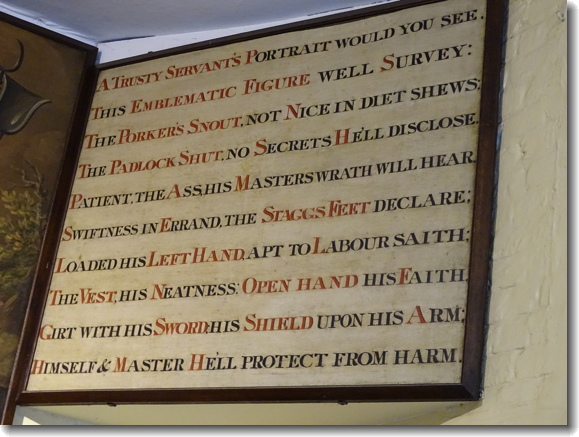 A TRUSTY SERVANT'S PORTRAIT WOULD YOU SEE.
THIS EMBLEMATIC FIGURE WELL SURVEY:
THE PORKER'S SNOUT, NOT NICE IN DIET SHEWS;
THE PADLOCK SHUT, NO SECRETS HE'LL DISCLOSE.
PATIENT, THE ASS, HIS MASTERS WRATH WILL HEAR,
SWIFTNESS IN ERRAND, THE STAGGS FEET DECLARE;
LOADED HIS LEFT HAND, APT TO LABOUR SAITH;
THE VEST, HIS NEATNESS: OPEN HAND HIS FAITH,
GIRT WITH HIS SWORD; HIS SHIELD UPON HIS ARM;
HIMSELF & MASTER HE'LL PROTECT FROM HARM.